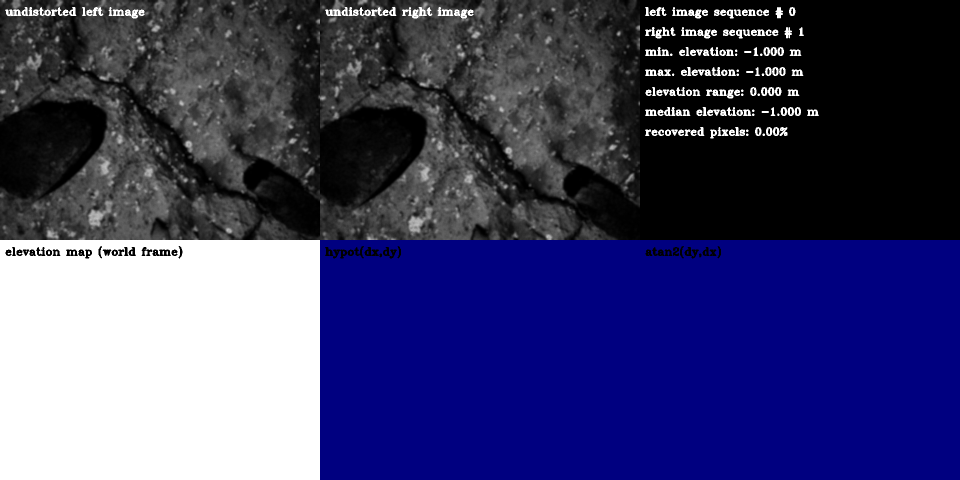 undistorted left image
undistorted right image
left image sequence # 0
right image sequence # 1
min. elevation: -1.000 m
max. elevation: -1.000 m
elevation range: 0.000 m
median elevation: -1.000 m
recovered pixels: 0.00%
elevation map (world frame)
hypot(dx,dy)
atan2(dy,dx)